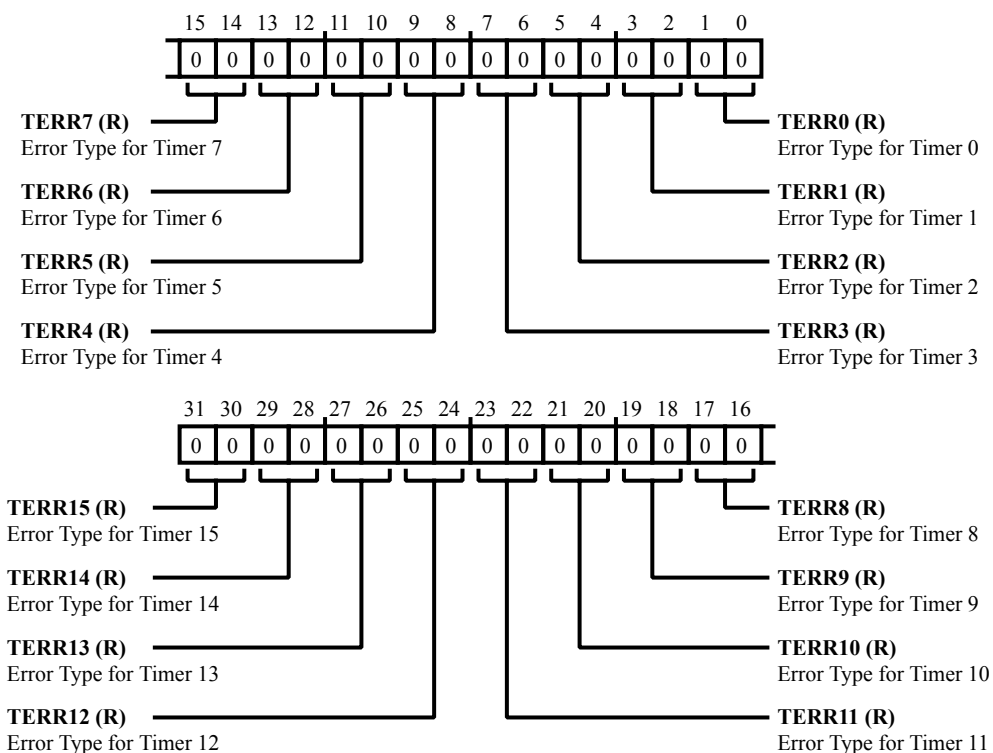 15 14 13 12 11 10 9 8 7 6 5 4 3 2 1 0
0 0 0 0 0 0 0 0 0 0 0 0 0 0 0 0
TERR7 (R)
Error Type for Timer 7
TERR0 (R)
Error Type for Timer 0
TERR6 (R)
Error Type for Timer 6
TERR1 (R)
Error Type for Timer 1
TERR5 (R)
Error Type for Timer 5
TERR2 (R)
Error Type for Timer 2
TERR4 (R)
Error Type for Timer 4
TERR3 (R)
Error Type for Timer 3
31 30 29 28 27 26 25 24 23 22 21 20 19 18 17 16
0 0 0 0 0 0 0 0 0 0 0 0 0 0 0 0
TERR15 (R)
Error Type for Timer 15
TERR8 (R)
Error Type for Timer 8
TERR14 (R)
Error Type for Timer 14
TERR9 (R)
Error Type for Timer 9
TERR13 (R)
Error Type for Timer 13
TERR10 (R)
Error Type for Timer 10
TERR12 (R)
Error Type for Timer 12
TERR11 (R)
Error Type for Timer 11